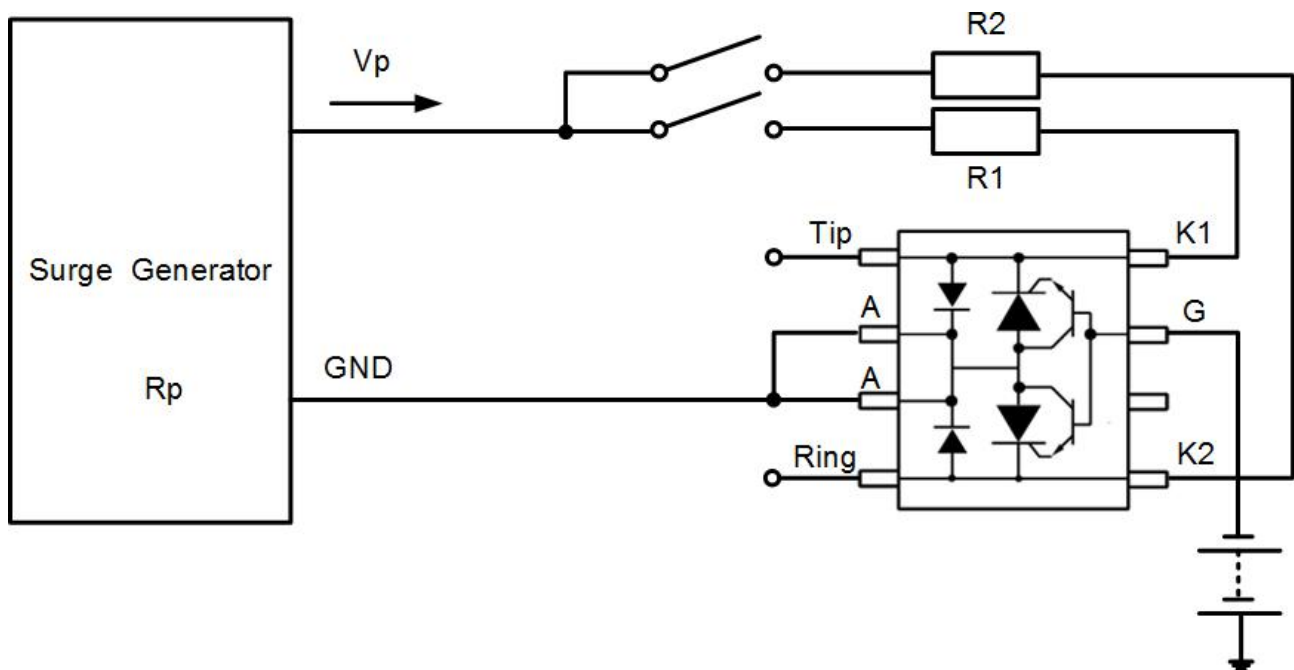 R2
Vp
R1
Tip
K1
Surge Generator
A
G
GND
Rp
A
Ring
K2